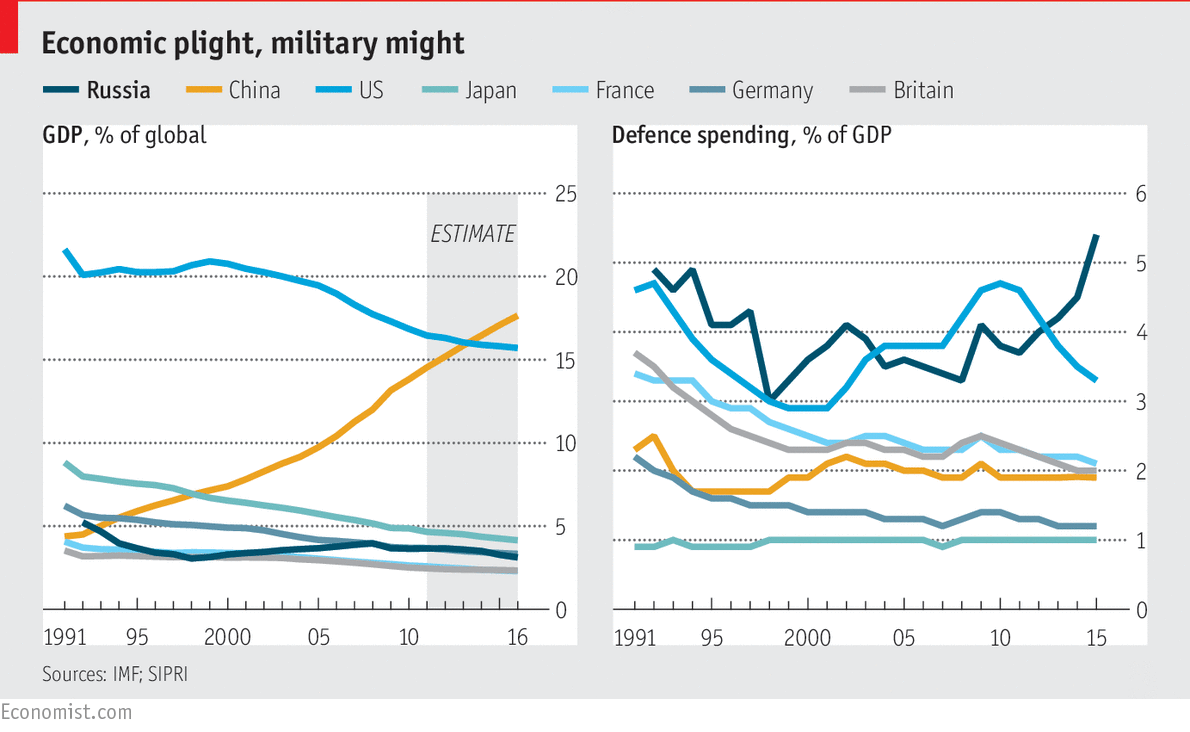 Economic plight, military might
Russia China US Japan France Germany Britain
GDP, % of global
25
ESTIMATE
20
15
10
5
0
1991 95 2000 05 10 16
Defence spending, % of GDP
6
5
4
3
2
1
0
1991 95 2000 05 10 15
Sources: IMF; SIPRI
Economist.com